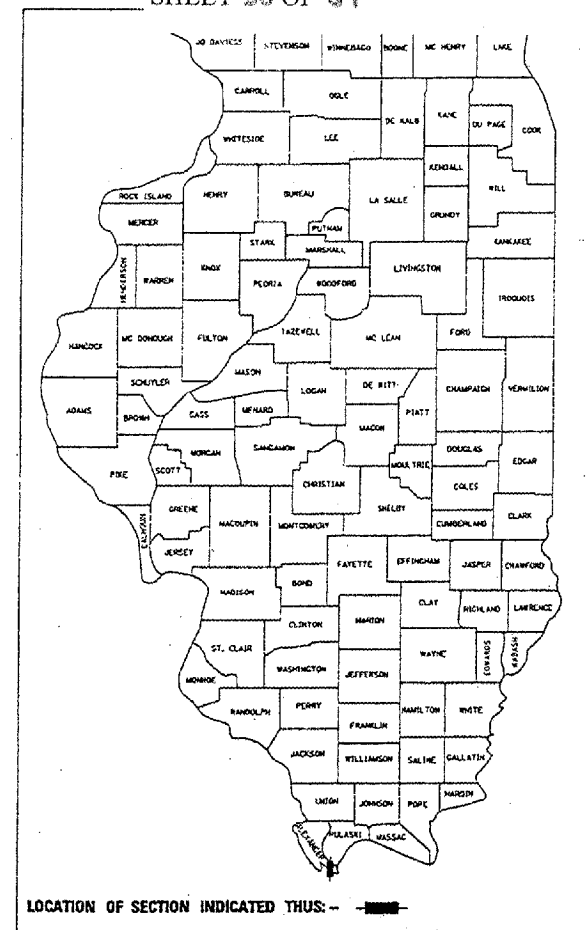 SHEET OF
JO DAVIESS STEVENSON WINNEBAGO BOONE MC HENRY LAKE
CARROLL OGLE DE KALB KANE DU PAGE COOK
WHITESIDE LEE
KENDALL WILL
ROCK ISLAND HENRY BUREAU LA SALLE
MERCER PUTNAM GRUNDY
STARK MARSHALL KANKAKEE
HENDERSON WARREN KNOX PEORIA WOODFORD LIVINGSTON
IROQUOIS
HANCOCK MC DONOUGH FULTON TAZEWELL MC LEAN FORD
SCHUYLER MASON LOGAN DE WITT CHAMPAIGN VERMILION
ADAMS BROWN CASS MENARD MACON PIATT
MORGAN SANGAMON DOUGLAS EDGAR
PIKE SCOTT CHRISTIAN MOULTRIE COLES
GREENE MACOUPIN MONTGOMERY SHELBY CUMBERLAND CLARK
CALHOUN JERSEY
FAYETTE EFFINGHAM JASPER CRAWFORD
MADISON BOND
CLAY RICHLAND LAWRENCE
CLINTON MARION
ST. CLAIR WAYNE EDWARDS WABASH
WASHINGTON JEFFERSON
MONROE
RANDOLPH PERRY HAMILTON WHITE
FRANKLIN
JACKSON WILLIAMSON SALINE GALLATIN
UNION JOHNSON POPE HARDIN
ALEXANDER PULASKI MASSAC
LOCATION OF SECTION INDICATED THUS: -